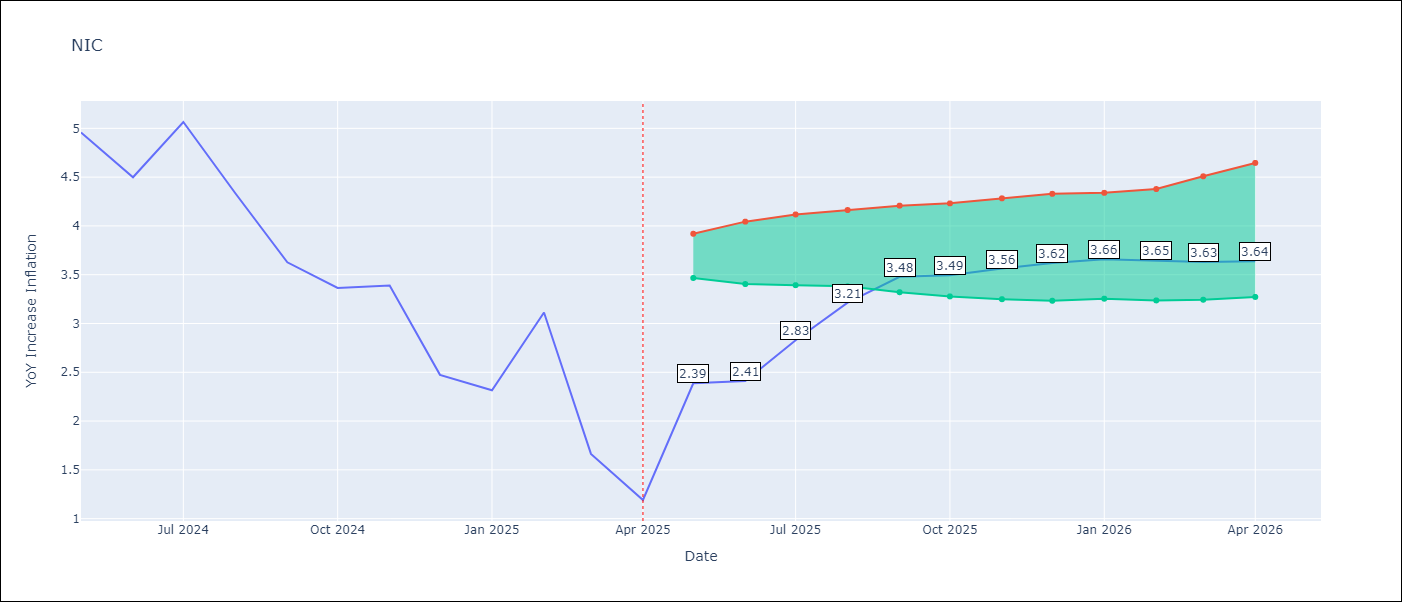 NIC
YoY Increase Inflation
5
4.5
4
3.5
3
2.5
2
1.5
1
2.39
2.41
2.83
3.21
3.48
3.49
3.56
3.62
3.66
3.65
3.63
3.64
Jul 2024
Oct 2024
Jan 2025
Apr 2025
Jul 2025
Oct 2025
Jan 2026
Apr 2026
Date